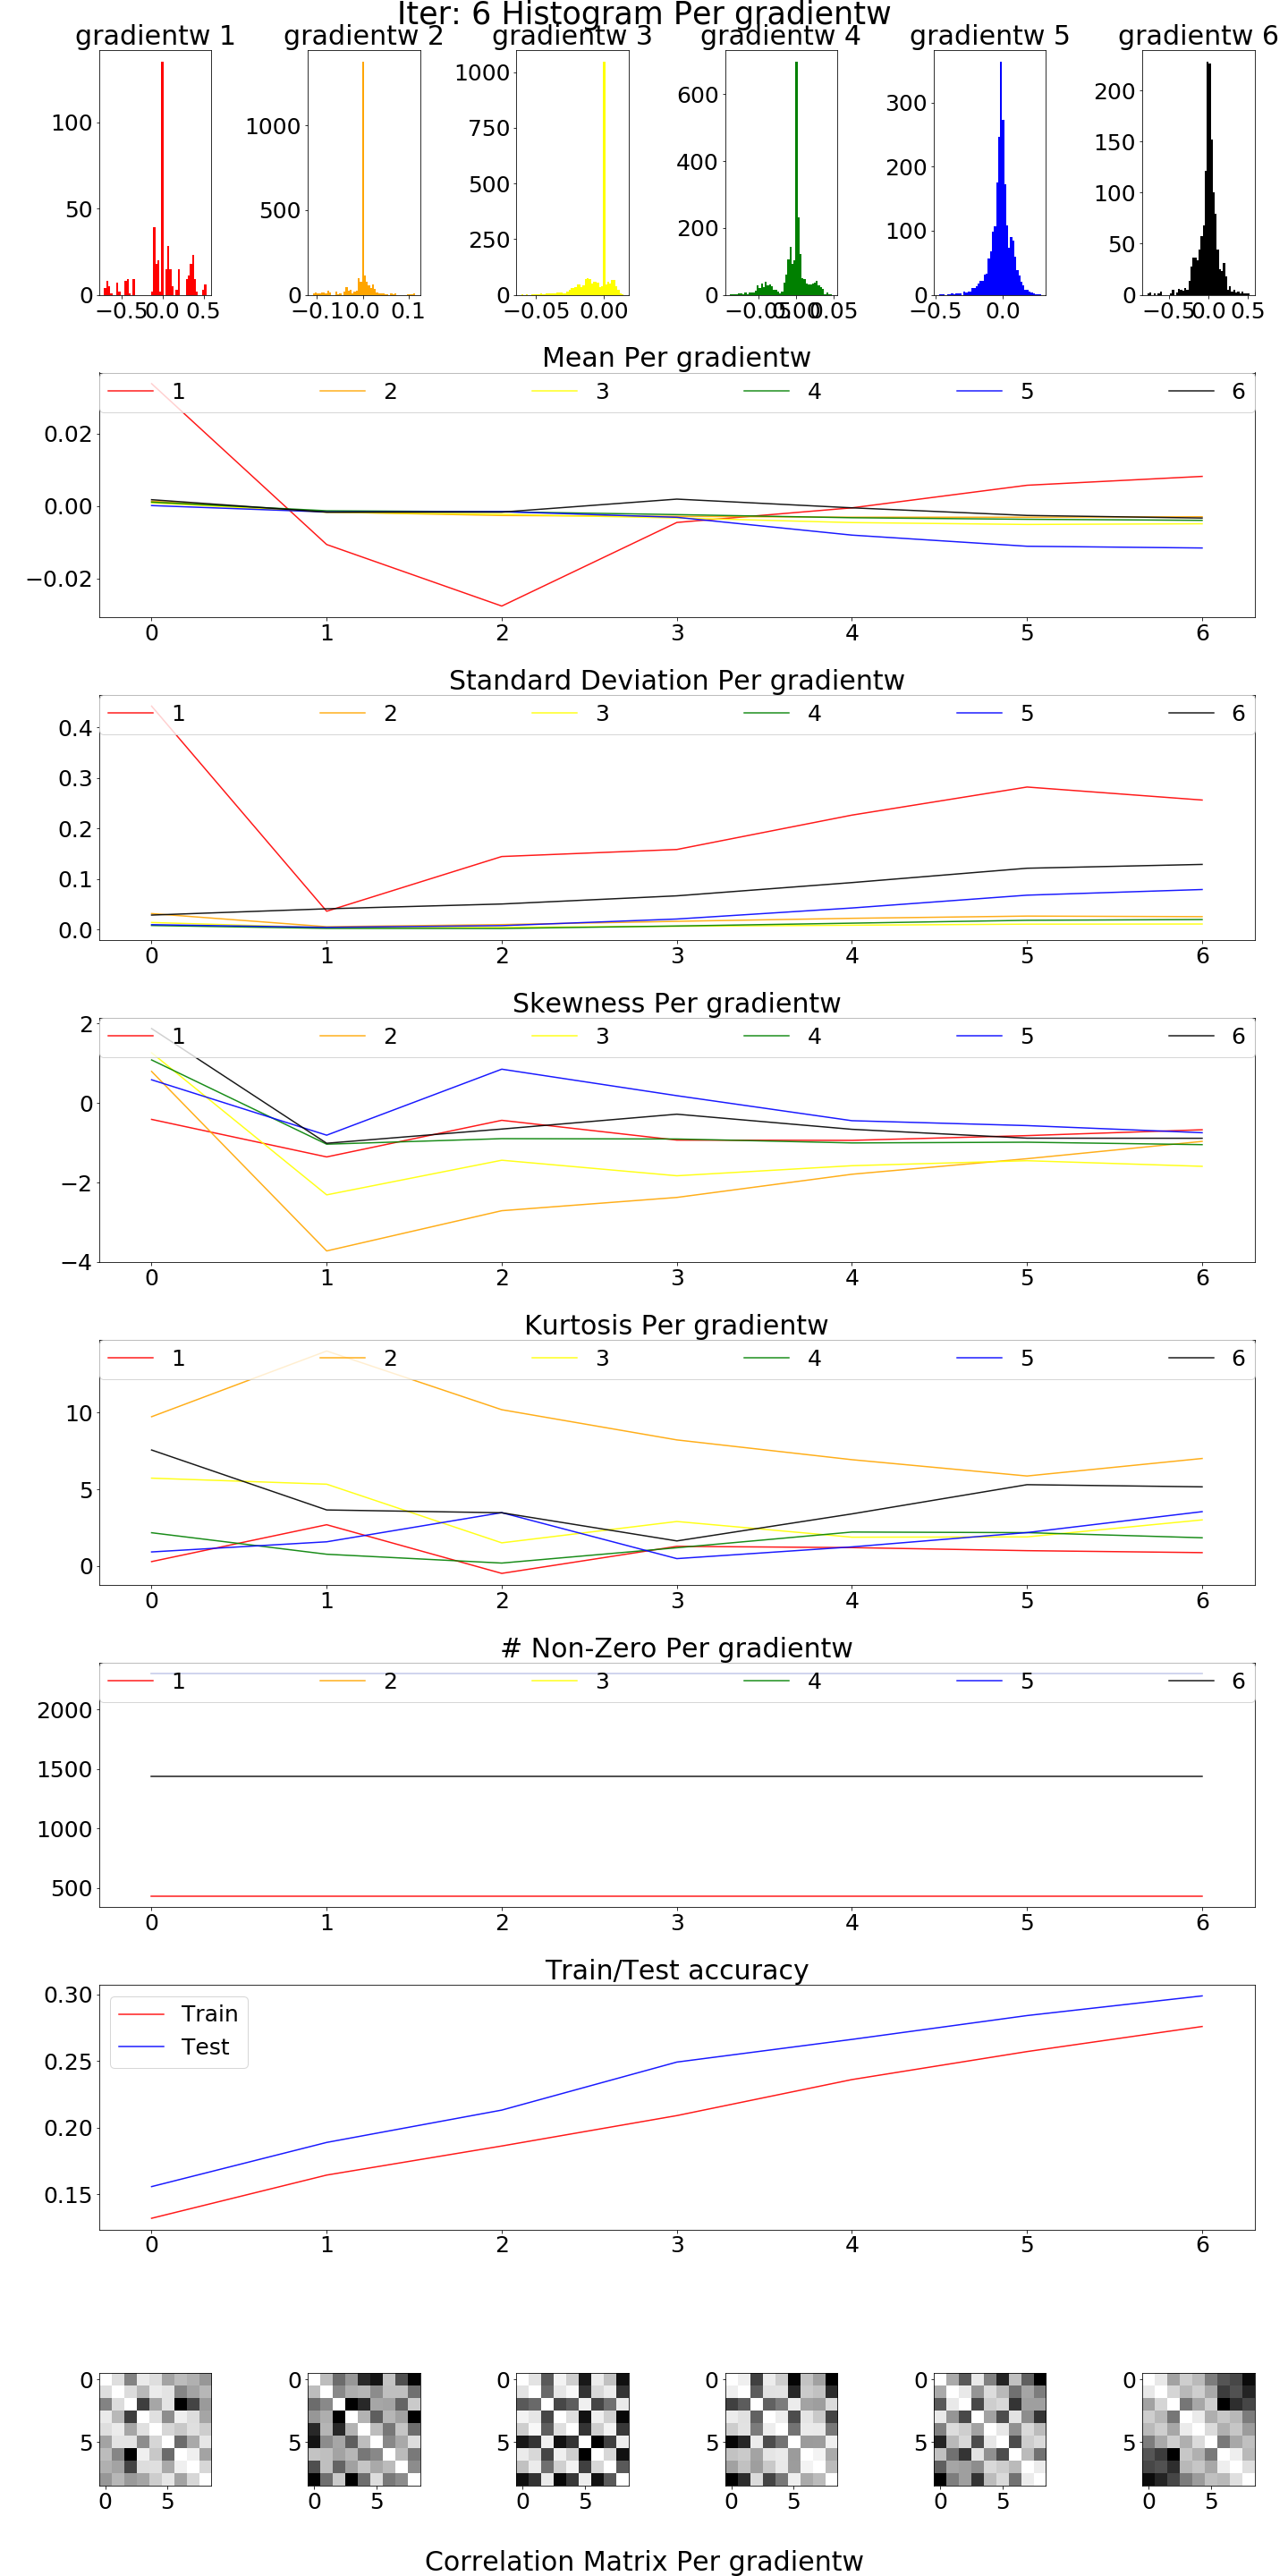 Iter: 6 Histogram Per gradientw
gradientw 1 gradientw 2 gradientw 3 gradientw 4 gradientw 5 gradientw 6
100
50
0
−0.5 0.0 0.5
1000
500
0
−0.1 0.0 0.1
1000
750
500
250
0
−0.05 0.00
600
400
200
0
−0.05 0.00 0.05
300
200
100
0
−0.5 0.0
200
150
100
50
0
−0.5 0.0 0.5
Mean Per gradientw
1 2 3 4 5 6
0.02
0.00
−0.02
0 1 2 3 4 5 6
Standard Deviation Per gradientw
1 2 3 4 5 6
0.4
0.3
0.2
0.1
0.0
0 1 2 3 4 5 6
Skewness Per gradientw
1 2 3 4 5 6
2
0
−2
−4
0 1 2 3 4 5 6
Kurtosis Per gradientw
1 2 3 4 5 6
10
5
0
0 1 2 3 4 5 6
# Non-Zero Per gradientw
1 2 3 4 5 6
2000
1500
1000
500
0 1 2 3 4 5 6
Train/Test accuracy
Train
Test
0.30
0.25
0.20
0.15
0 1 2 3 4 5 6
0 0 0 0 0 0
5 5 5 5 5 5
0 5 0 5 0 5 0 5 0 5 0 5
Correlation Matrix Per gradientw